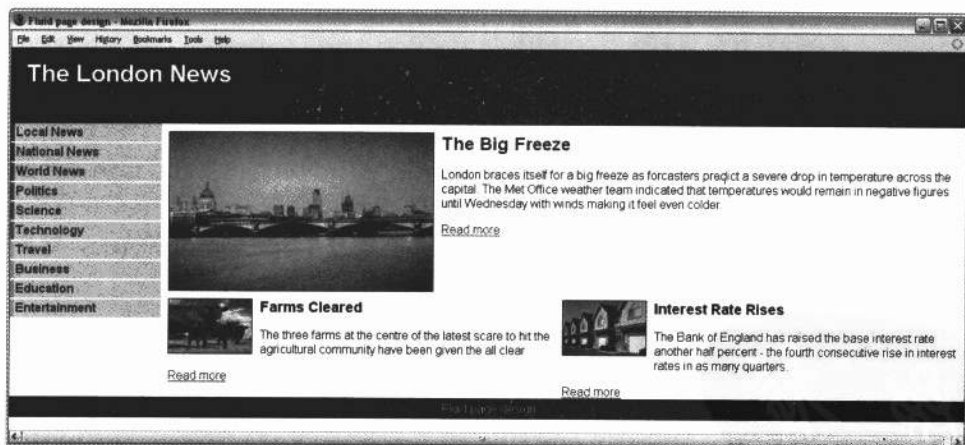 Fluid page design - Mozilla Firefox
File Edit View History Bookmarks Tools Help
The London News
Local News
National News
World News
Politics
Science
Technology
Travel
Business
Education
Entertainment
The Big Freeze
London braces itself for a big freeze as forcasters predict a severe drop in temperature across the
capital. The Met Office weather team indicated that temperatures would remain in negative figures
until Wednesday with winds making it feel even colder.
Read more
Farms Cleared
The three farms at the centre of the latest scare to hit the
agricultural community have been given the all clear
Read more
Interest Rate Rises
The Bank of England has raised the base interest rate
another half percent - the fourth consecutive rise in interest
rates in as many quarters.
Read more
Fluid page design